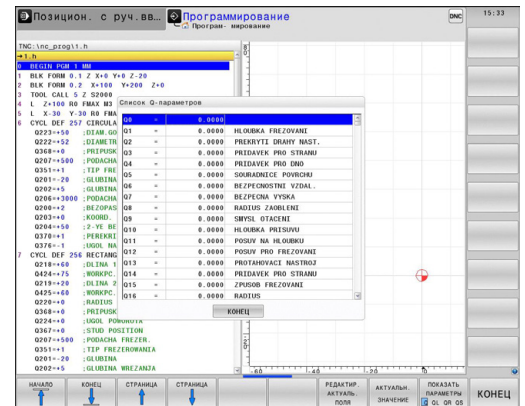 Позицион. с руч.вв... Программирование DNC 15:33
Програм- мирование
TNC:\nc_prog\1.h
→1.h
0 BEGIN PGM 1 MM
1 BLK FORM 0.1 Z X+0 Y+0 Z-20
2 BLK FORM 0.2 X+100 Y+200 Z+0
3 TOOL CALL 5 Z S2000
4 L Z+100 R0 FMAX M3
5 L X-30 Y-30 R0 FMA
6 CYCL DEF 257 CIRCULA
Q223=+50 ;DIAM.GO
Q222=+52 ;DIAMETR
Q368=+0 ;PRIPUSK
Q207=+500 ;PODACHA
Q351=+1 ;TIP FRE
Q201=-20 ;GLUBINA
Q202=+5 ;GLUBINA
Q206=+3000 ;PODACHA
Q200=+2 ;BEZOPAS
Q203=+0 ;KOORD.
Q204=+50 ;2-YE BE
Q370=+1 ;PEREKRI
Q376=-1 ;UGOL NA
7 CYCL DEF 256 RECTANG
Q218=+60 ;DLINA 1
Q424=+75 ;WORKPC.
Q219=+20 ;DLINA 2
Q425=+60 ;WORKPC.
Q220=+0 ;RADIUS
Q368=+0 ;PRIPUSK
Q224=+0 ;UGOL POWOROTA
Q367=+0 ;STUD POSITION
Q207=+500 ;PODACHA FREZER.
Q351=+1 ;TIP FREZEROWANIA
Q201=-20 ;GLUBINA
Q202=+5 ;GLUBINA WREZANJA
Список Q-параметров
Q0 = 0.0000
Q1 = 0.0000 HLOUBKA FREZOVANI
Q2 = 0.0000 PREKRYTI DRAHY NAST.
Q3 = 0.0000 PRIDAVEK PRO STRANU
Q4 = 0.0000 PRIDAVEK PRO DNO
Q5 = 0.0000 SOURADNICE POVRCHU
Q6 = 0.0000 BEZPECNOSTNI VZDAL.
Q7 = 0.0000 BEZPECNA VYSKA
Q8 = 0.0000 RADIUS ZAOBLENI
Q9 = 0.0000 SMYSL OTACENI
Q10 = 0.0000 HLOUBKA PRISUVU
Q11 = 0.0000 POSUV NA HLOUBKU
Q12 = 0.0000 POSUV PRO FREZOVANI
Q13 = 0.0000 PROTAHOVACI NASTROJ
Q14 = 0.0000 PRIDAVEK PRO STRANU
Q15 = 0.0000 ZPUSOB FREZOVANI
Q16 = 0.0000 RADIUS
КОНЕЦ
-60 -40 -20 0
НАЧАЛО КОНЕЦ СТРАНИЦА СТРАНИЦА
РЕДАКТИР. АКТУАЛЬ. ПОЛЯ
АКТУАЛЬН. ЗНАЧЕНИЕ
ПОКАЗАТЬ ПАРАМЕТРЫ Q QL QR QS
КОНЕЦ